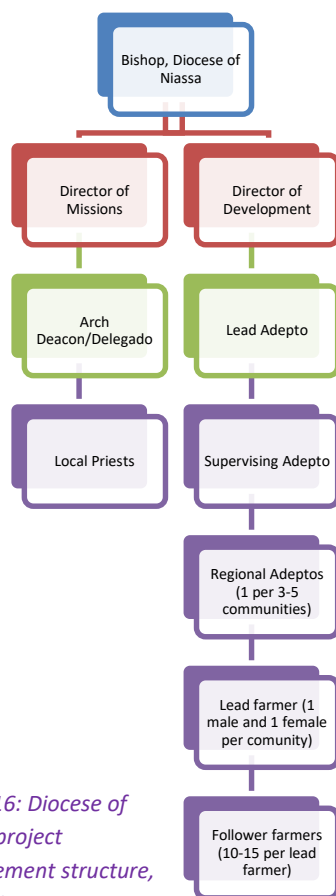 Bishop, Diocese of
Niassa
Director of
Missions
Director of
Development
Arch
Deacon/Delegado
Lead Adepto
Local Priests
Supervising Adepto
Regional Adeptos
(1 per 3-5
communities)
Lead farmer (1
male and 1 female
per comunity)
Follower farmers
(10-15 per lead
farmer)
16: Diocese of
project
ement structure,